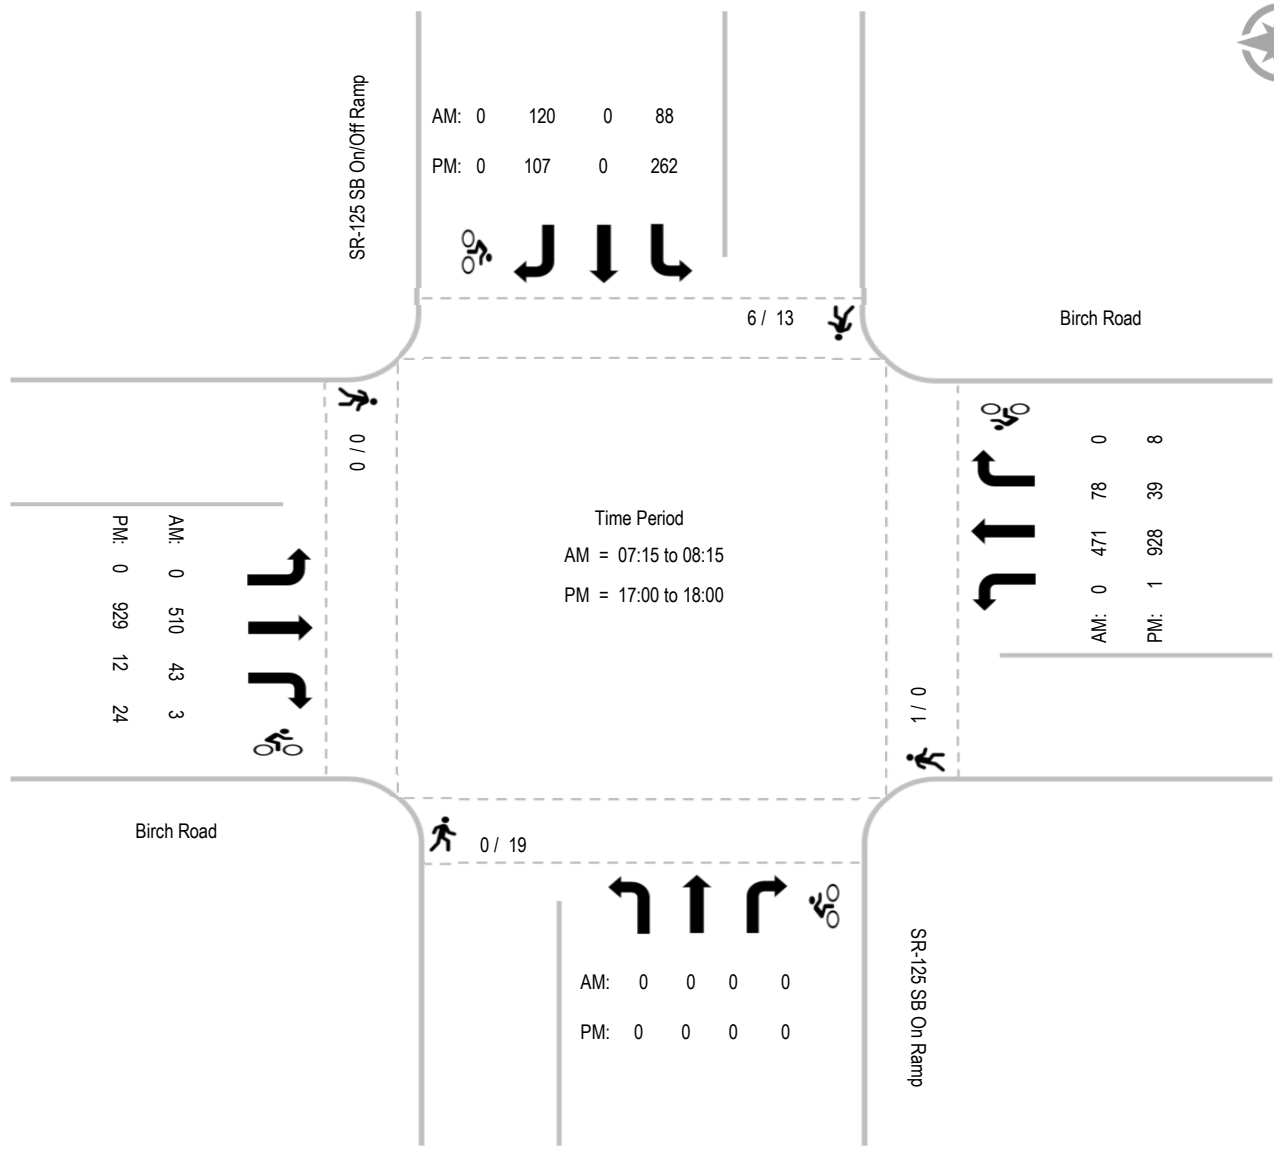 SR-125 SB On/Off Ramp
AM: 0 120 0 88
PM: 0 107 0 262
6 / 13
Birch Road
0 / 0
AM: 0 510 43 3
PM: 0 929 12 24
Time Period
AM = 07:15 to 08:15
PM = 17:00 to 18:00
AM: 0 471 78 0
PM: 1 928 39 8
1 / 0
Birch Road
0 / 19
AM: 0 0 0 0
PM: 0 0 0 0
SR-125 SB On Ramp